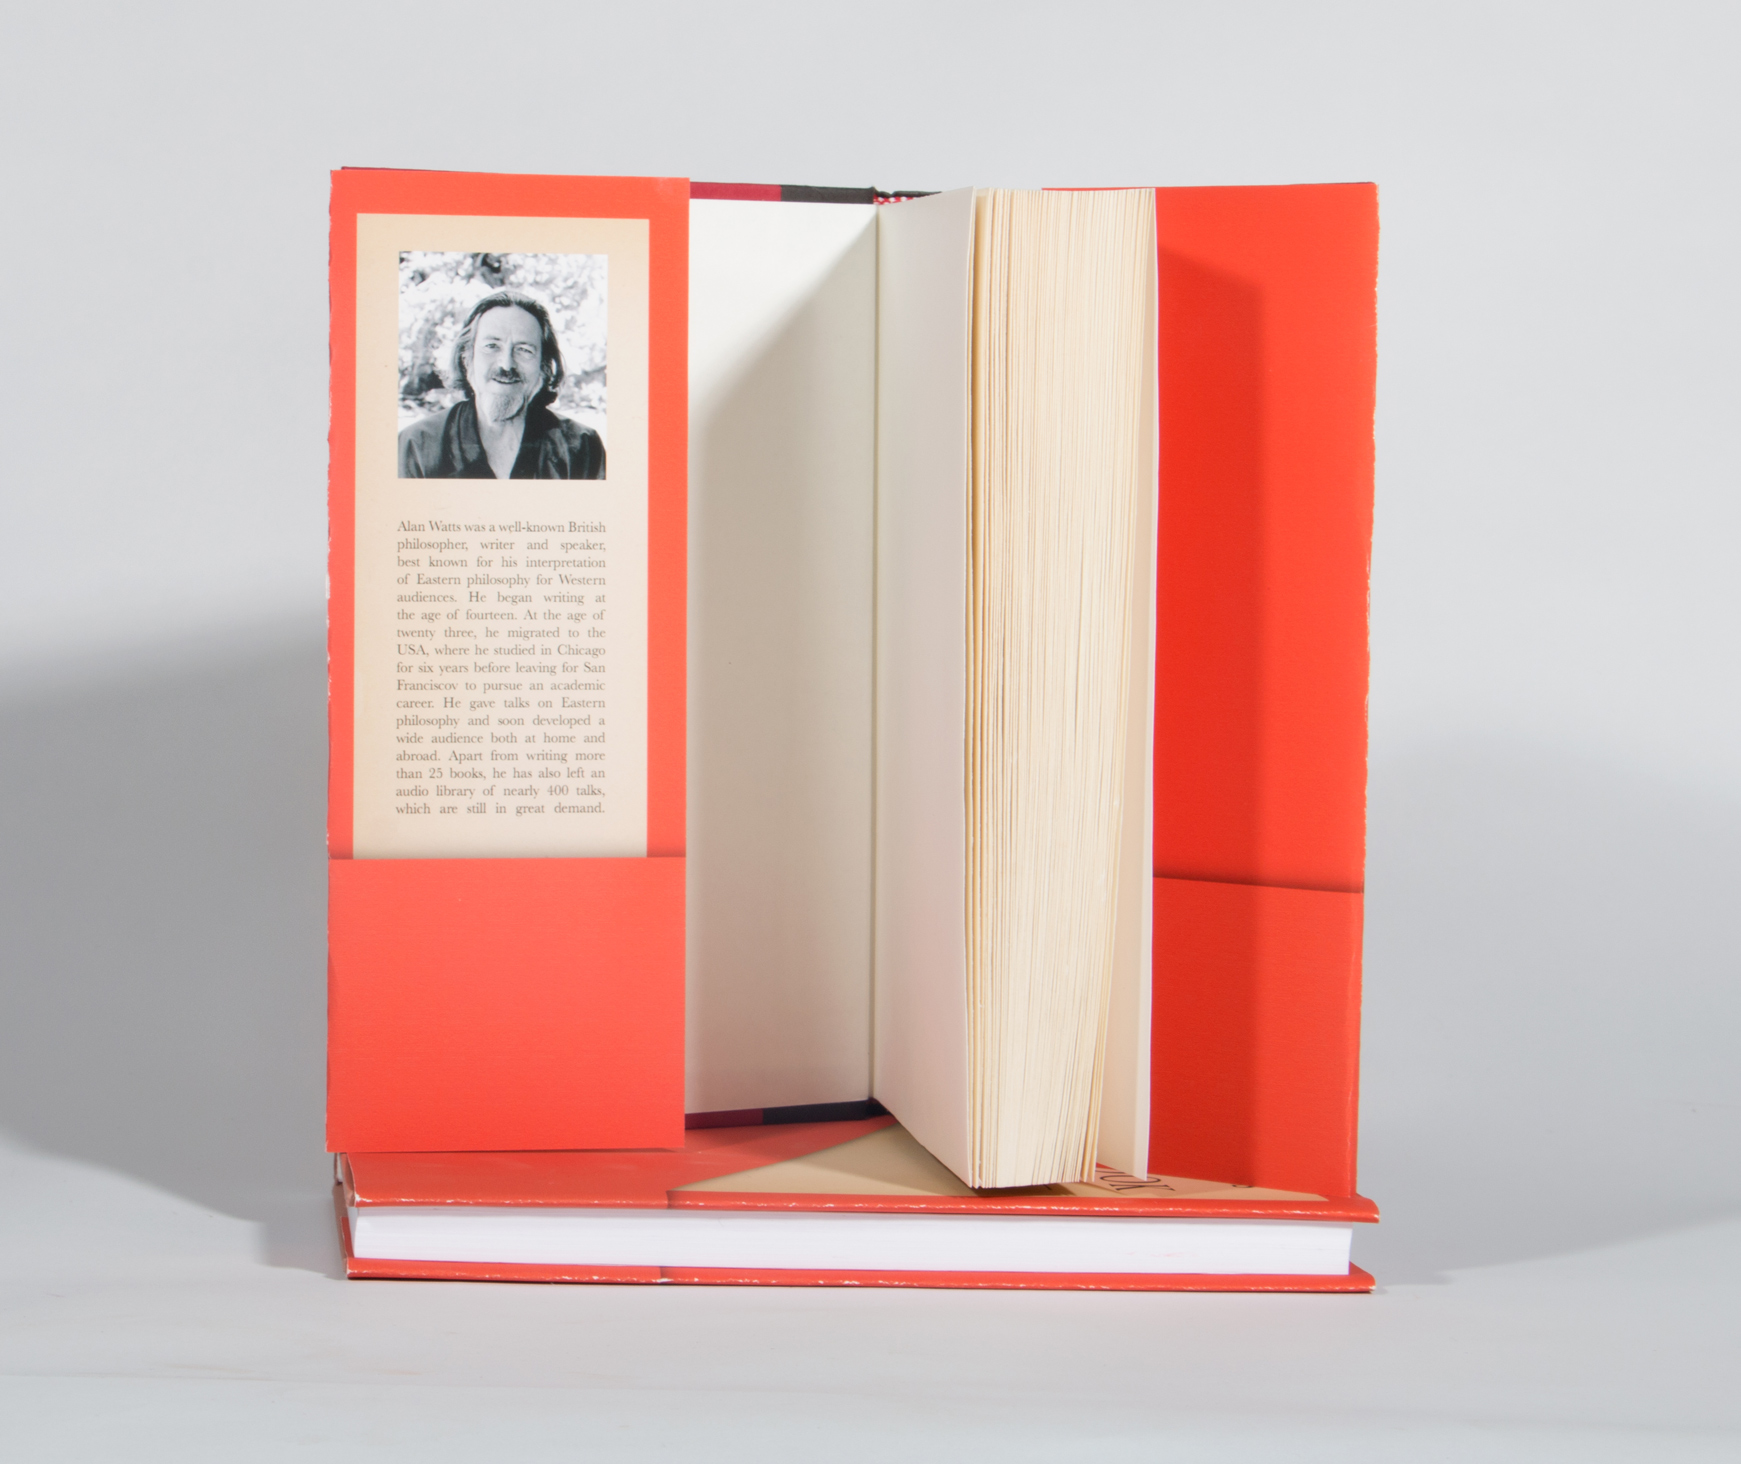 Alan Watts was a well-known British
philosopher, writer and speaker,
best known for his interpretation
of Eastern philosophy for Western
audiences. He began writing at
the age of fourteen. At the age of
twenty three, he migrated to the
USA, where he studied in Chicago
for six years before leaving for San
Franciscov to pursue an academic
career. He gave talks on Eastern
philosophy and soon developed a
wide audience both at home and
abroad. Apart from writing more
than 25 books, he has also left an
audio library of nearly 400 talks,
which are still in great demand.